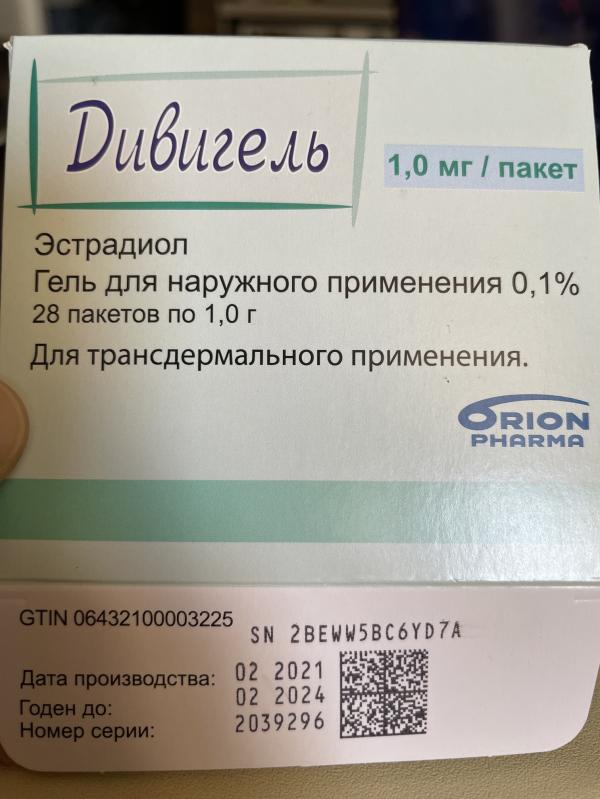 Дивигель
1,0 мг / пакет
Эстрадиол
Гель для наружного применения 0,1%
28 пакетов по 1,0 г
Для трансдермального применения.
ORION
PHARMA
GTIN 06432100003225
SN 2BEWW5BC6YD7A
Дата производства: 02 2021
Годен до: 02 2024
Номер серии: 2039296